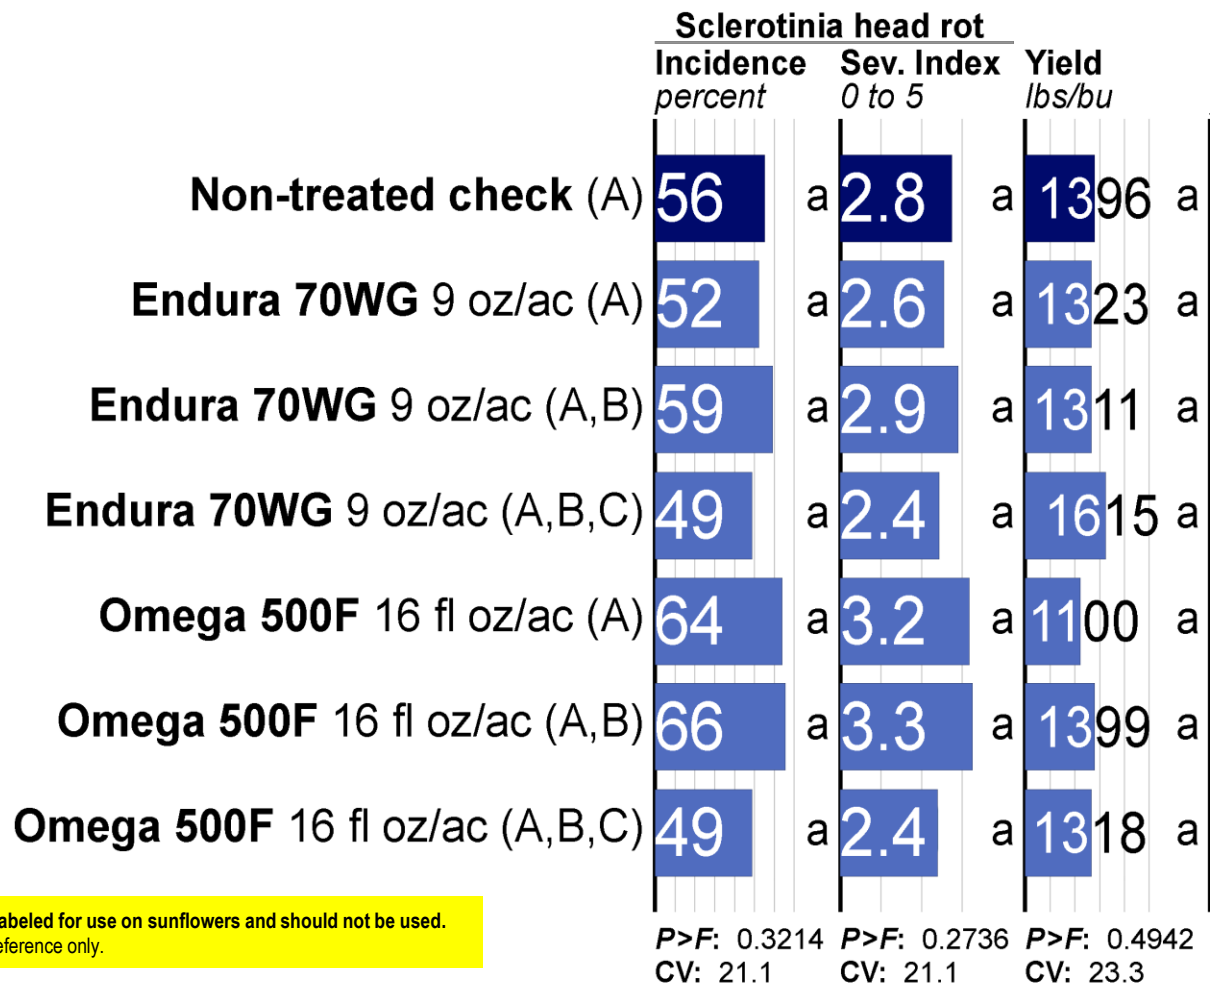 Sclerotinia head rot
Incidence Sev. Index Yield
percent 0 to 5 lbs/bu
Non-treated check (A) 56 a 2.8 a 1396 a
Endura 70WG 9 oz/ac (A) 52 a 2.6 a 1323 a
Endura 70WG 9 oz/ac (A,B) 59 a 2.9 a 1311 a
Endura 70WG 9 oz/ac (A,B,C) 49 a 2.4 a 1615 a
Omega 500F 16 fl oz/ac (A) 64 a 3.2 a 1100 a
Omega 500F 16 fl oz/ac (A,B) 66 a 3.3 a 1399 a
Omega 500F 16 fl oz/ac (A,B,C) 49 a 2.4 a 1318 a
abeled for use on sunflowers and should not be used.
eference only.
P>F: 0.3214 P>F: 0.2736 P>F: 0.4942
CV: 21.1 CV: 21.1 CV: 23.3